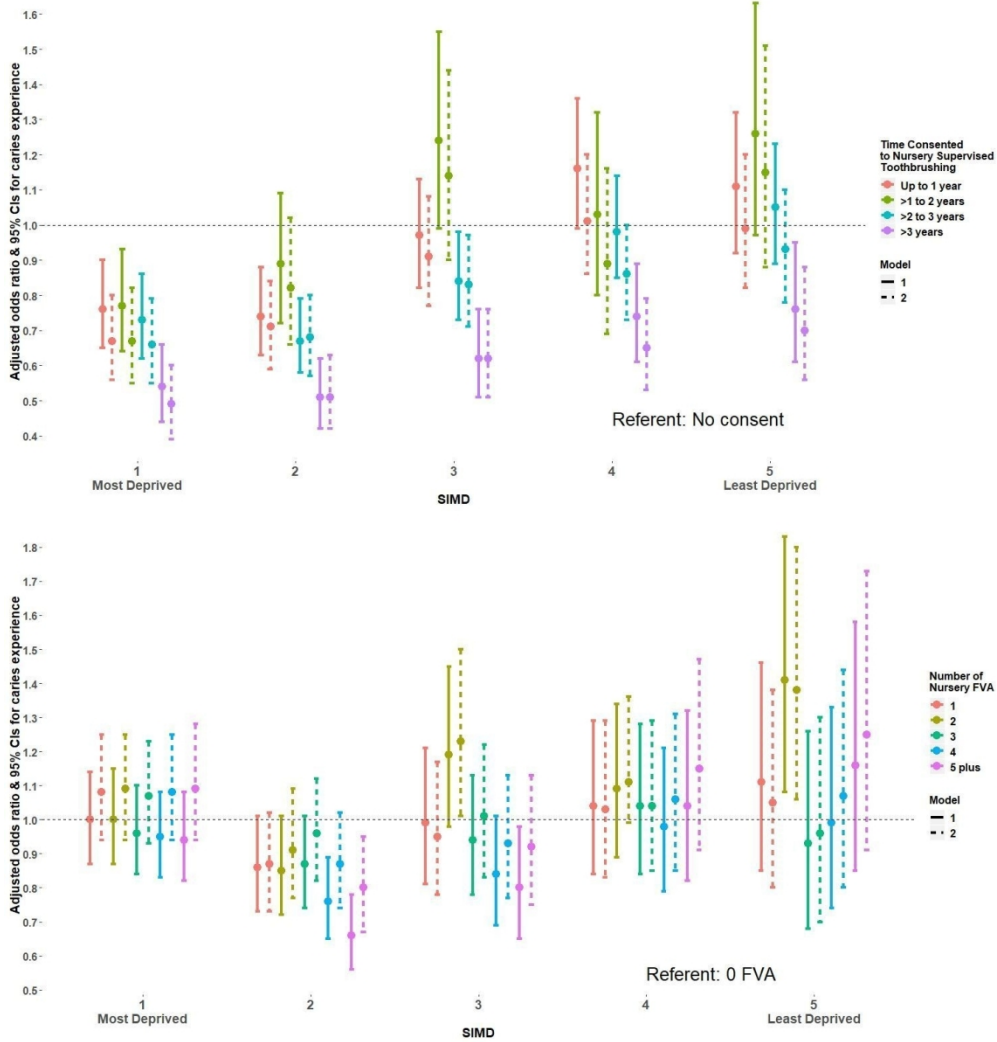 Adjusted odds ratio & 95% CIs for caries experience
1.6
1.5
1.4
1.3
1.2
1.1
1.0
0.9
0.8
0.7
0.6
0.5
0.4
Referent: No consent
1
Most Deprived
2
3
4
5
Least Deprived
SIMD
Time Consented
to Nursery Supervised
Toothbrushing
Up to 1 year
>1 to 2 years
>2 to 3 years
>3 years
Model
1
2
Adjusted odds ratio & 95% CIs for caries experience
1.8
1.7
1.6
1.5
1.4
1.3
1.2
1.1
1.0
0.9
0.8
0.7
0.6
0.5
Referent: 0 FVA
1
Most Deprived
2
3
4
5
Least Deprived
SIMD
Number of
Nursery FVA
1
2
3
4
5 plus
Model
1
2